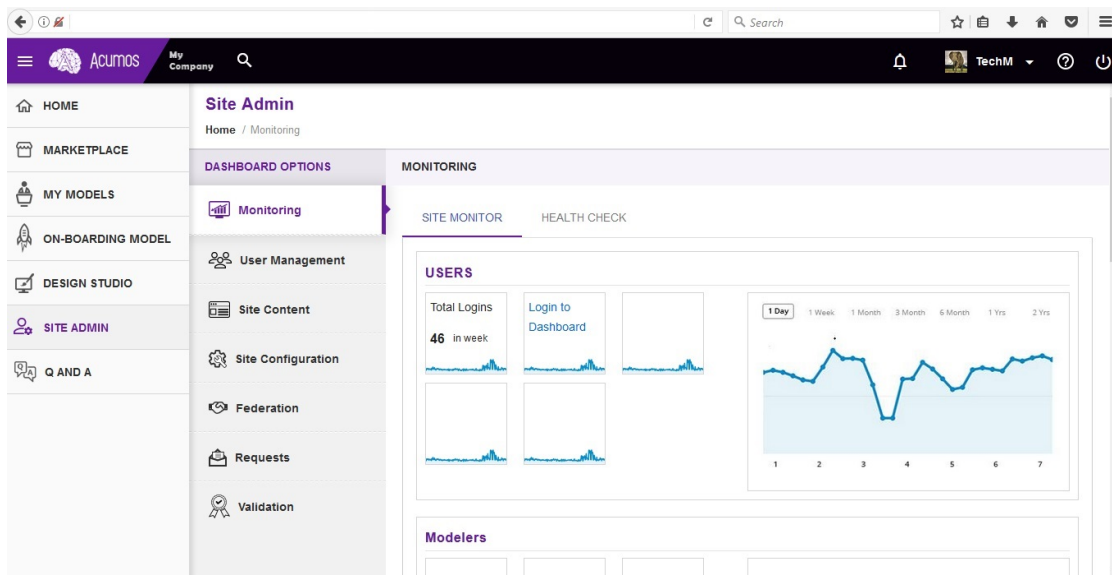 Search
Acumos
My
Company
TechM
HOME
MARKETPLACE
MY MODELS
ON-BOARDING MODEL
DESIGN STUDIO
SITE ADMIN
Q AND A
Site Admin
Home / Monitoring
DASHBOARD OPTIONS
Monitoring
User Management
Site Content
Site Configuration
Federation
Requests
Validation
MONITORING
SITE MONITOR HEALTH CHECK
USERS
Total Logins
46 in week
Login to
Dashboard
1 Day 1 Week 1 Month 3 Month 6 Month 1 Yrs 2 Yrs
1 2 3 4 5 6 7
Modelers